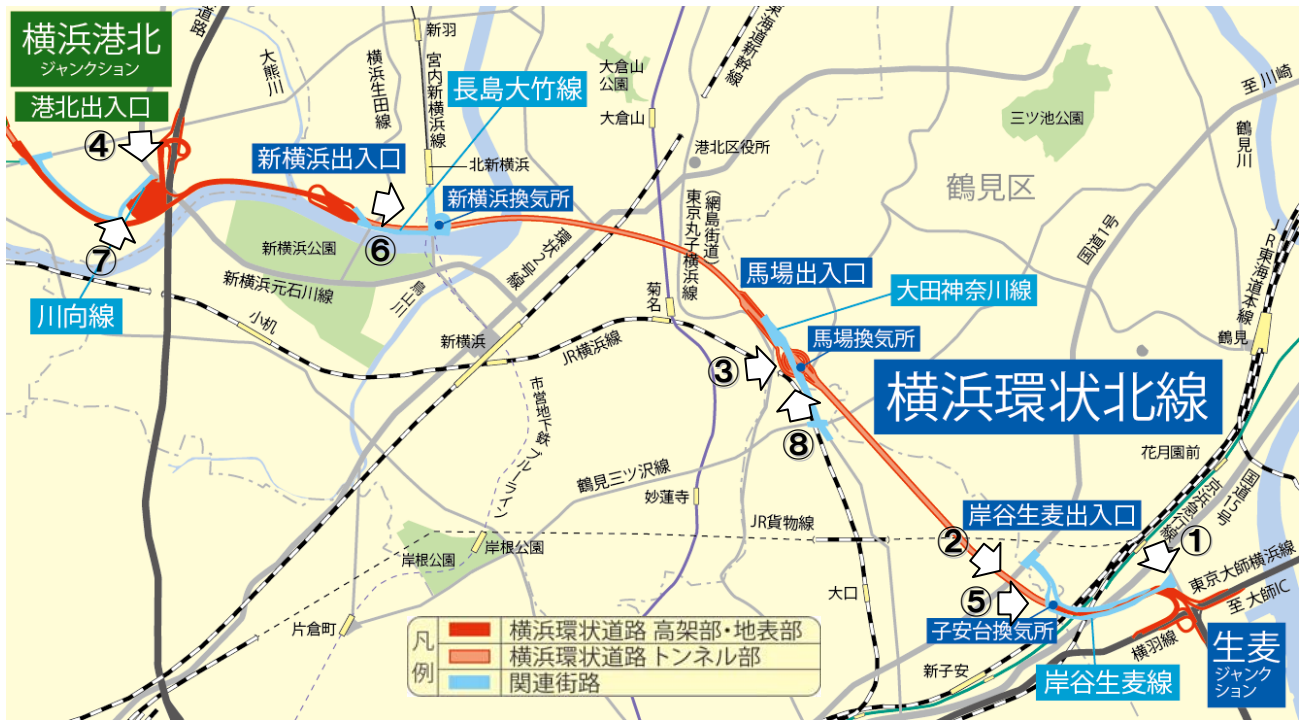 横浜港北
ジャンクション
港北出入口
道路
大熊川
横浜生田線
新羽
宮内新横浜線
長島大竹線
北新横浜
新横浜出入口
新横浜換気所
④
⑥
⑦
川向線
新横浜公園
新横浜元石川線
鳥山川
小机
新横浜
環状2号線
JR横浜線
市営地下鉄 ブルーライン
大倉山公園
大倉山
東海道新幹線
港北区役所
(綱島街道)
東京丸子横浜線
菊名
馬場出入口
大田神奈川線
馬場換気所
③
⑧
三ツ池公園
鶴見区
至 川崎
鶴見川
国道1号
JR東海道本線
鶴見
横浜環状北線
花月園前
国道15号
京浜急行線
岸谷生麦出入口
②
①
⑤
東京大師横浜線
至 大師IC
子安台換気所
横羽線
生麦
ジャンクション
岸谷生麦線
新子安
大口
JR貨物線
妙蓮寺
鶴見三ツ沢線
岸根公園
岸根公園
片倉町
凡例
横浜環状道路 高架部・地表部
横浜環状道路 トンネル部
関連街路